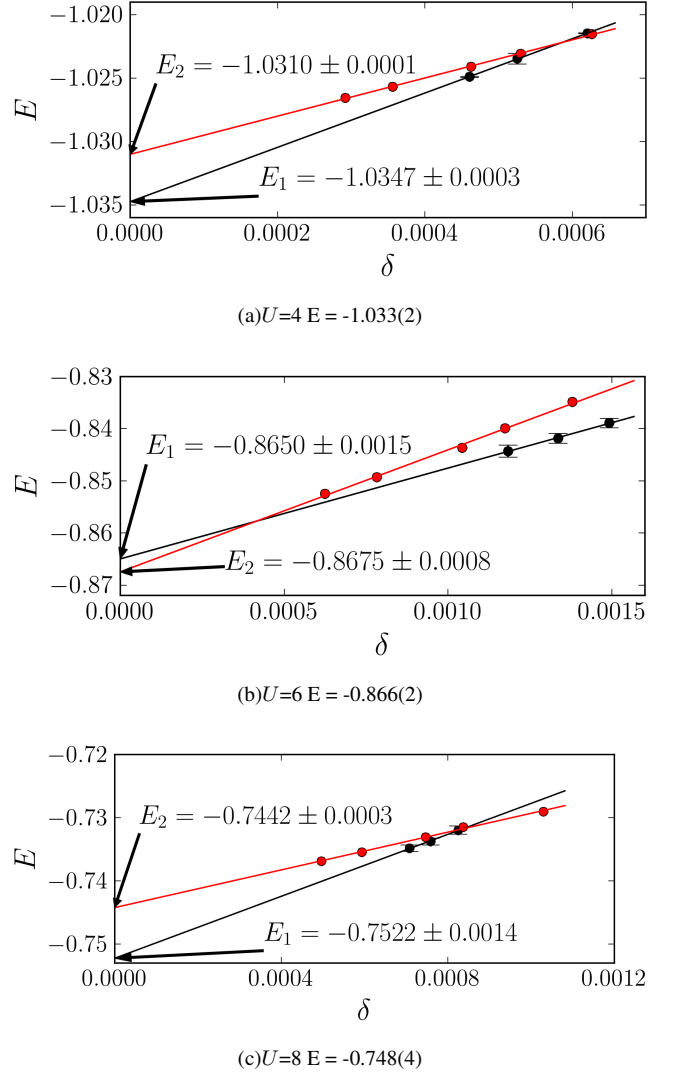 −1.020
−1.025
−1.030
−1.035
E
E₂ = −1.0310 ± 0.0001
E₁ = −1.0347 ± 0.0003
0.0000 0.0002 0.0004 0.0006
δ
(a)U=4 E = -1.033(2)
−0.83
−0.84
−0.85
−0.86
−0.87
E
E₁ = −0.8650 ± 0.0015
E₂ = −0.8675 ± 0.0008
0.0000 0.0005 0.0010 0.0015
δ
(b)U=6 E = -0.866(2)
−0.72
−0.73
−0.74
−0.75
E
E₂ = −0.7442 ± 0.0003
E₁ = −0.7522 ± 0.0014
0.0000 0.0004 0.0008 0.0012
δ
(c)U=8 E = -0.748(4)